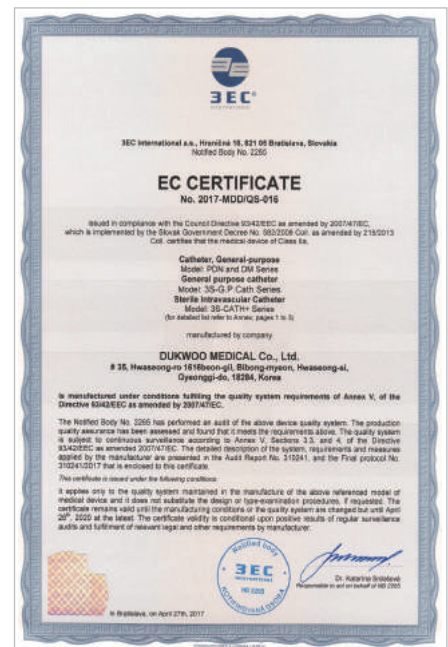 3EC®
INTERNATIONAL
3EC International a.s., Hraničná 18, 821 05 Bratislava, Slovakia
Notified Body No. 2265
EC CERTIFICATE
No. 2017-MDD/QS-016
Issued in compliance with the Council Directive 93/42/EEC as amended by 2007/47/EC,
which is implemented by the Slovak Government Decree No. 582/2008 Coll. as amended by 215/2013
Coll. certifies that the medical device of Class IIa,
Catheter, General-purpose
Model: PDN and DM Series
General purpose catheter
Model: 3S-G.P Cath Series
Sterile Intravascular Catheter
Model: 3S-CATH+ Series
(for detailed list refer to Annex, pages 1 to 3)
manufactured by company
DUKWOO MEDICAL Co., Ltd.
# 35, Hwaseong-ro 1618beon-gil, Bibong-myeon, Hwaseong-si,
Gyeonggi-do, 18284, Korea
is manufactured under conditions fulfilling the quality system requirements of Annex V, of the
Directive 93/42/EEC as amended by 2007/47/EC.
The Notified Body No. 2265 has performed an audit of the above device quality system. The production
quality assurance has been assessed and found that it meets the requirements above. The quality system
is subject to continuous surveillance according to Annex V, Sections 3.3, and 4, of the Directive
93/42/EEC as amended 2007/47/EC. The detailed description of the system, requirements and measures
applied by the manufacturer are presented in the Audit Report No. 310241, and the Final protocol No.
310241/2017 that is enclosed to this certificate.
This certificate is issued under the following conditions:
It applies only to the quality system maintained in the manufacture of the above referenced model of
medical device and it does not substitute the design or type-examination procedures, if requested. The
certificate remains valid until the manufacturing conditions or the quality system are changed but until April
26th, 2020 at the latest. The certificate validity is conditional upon positive results of regular surveillance
audits and fulfilment of relevant legal and other requirements by manufacturer.
Notified body
3EC
INTERNATIONAL
NB 2265
NOTIFIKOVANÁ OSOBA
Dr. Katarína
Responsible to act on behalf of NB 2265
In Bratislava, on April 27th, 2017